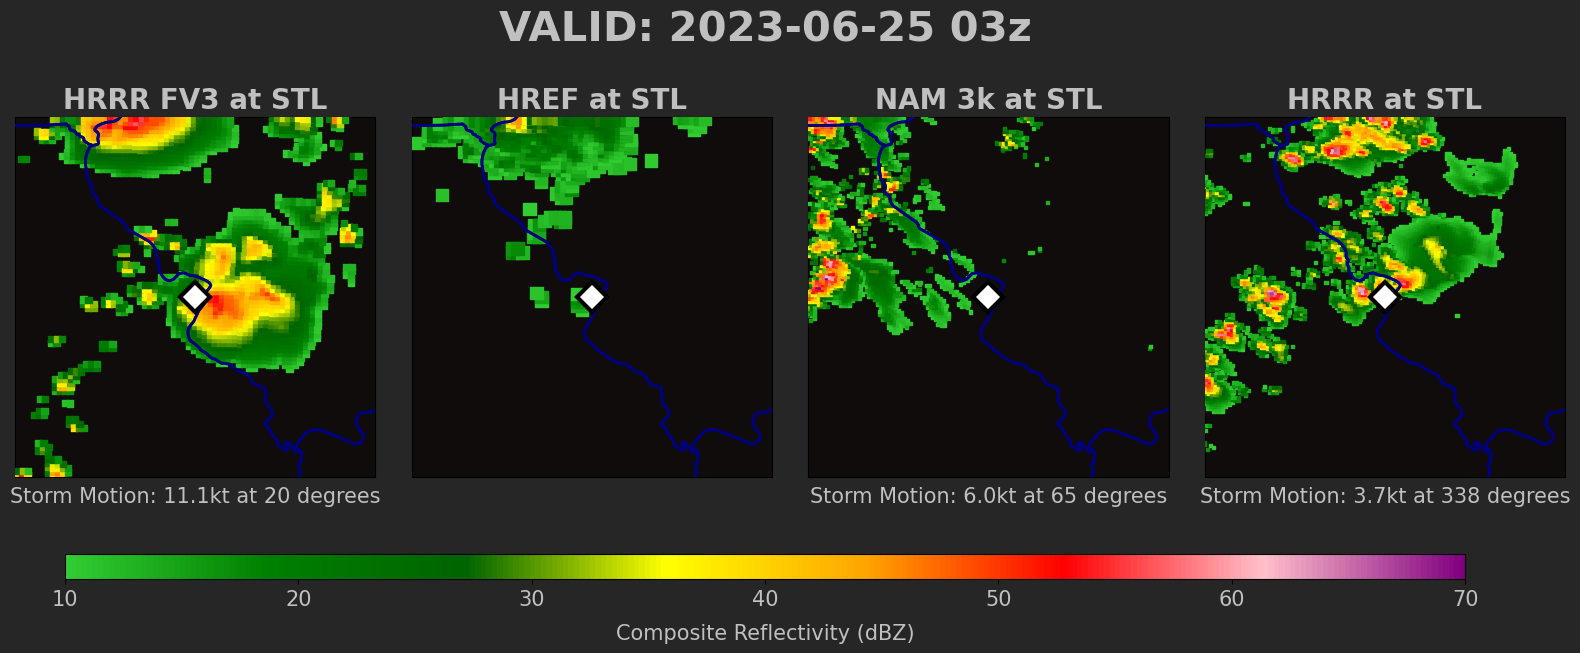 VALID: 2023-06-25 03z
HRRR FV3 at STL
HREF at STL
NAM 3k at STL
HRRR at STL
Storm Motion: 11.1kt at 20 degrees
Storm Motion: 6.0kt at 65 degrees
Storm Motion: 3.7kt at 338 degrees
10 20 30 40 50 60 70
Composite Reflectivity (dBZ)